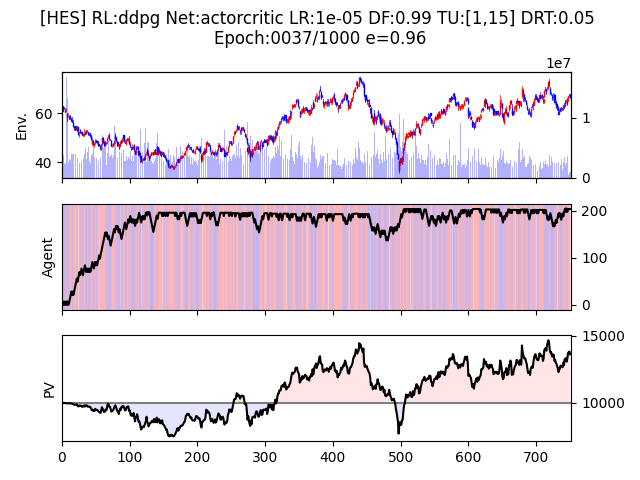 [HES] RL:ddpg Net:actorcritic LR:1e-05 DF:0.99 TU:[1,15] DRT:0.05
Epoch:0037/1000 e=0.96
1e7
Env.
60
40
1
0
Agent
200
100
0
PV
15000
10000
0 100 200 300 400 500 600 700